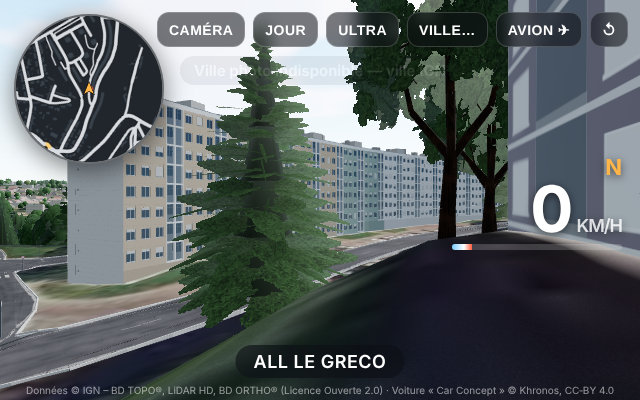 CAMÉRA
JOUR
ULTRA
VILLE…
AVION ✈
N
0 KM/H
ALL LE GRECO
Données © IGN – BD TOPO®, LiDAR HD, BD ORTHO® (Licence Ouverte 2.0) · Voiture « Car Concept » © Khronos, CC-BY 4.0